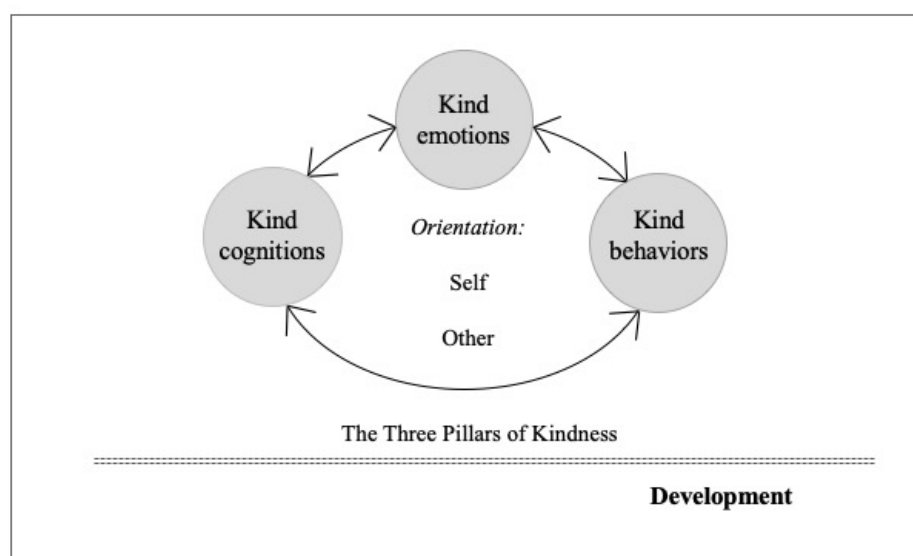 Kind
emotions
Kind
cognitions
Kind
behaviors
Orientation:
Self
Other
The Three Pillars of Kindness
Development